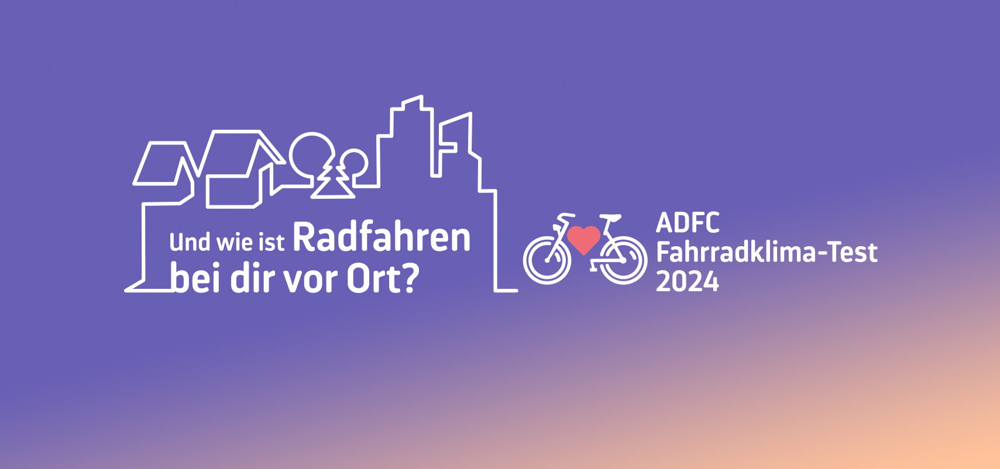 Und wie ist Radfahren
bei dir vor Ort?
ADFC
Fahrradklima-Test
2024